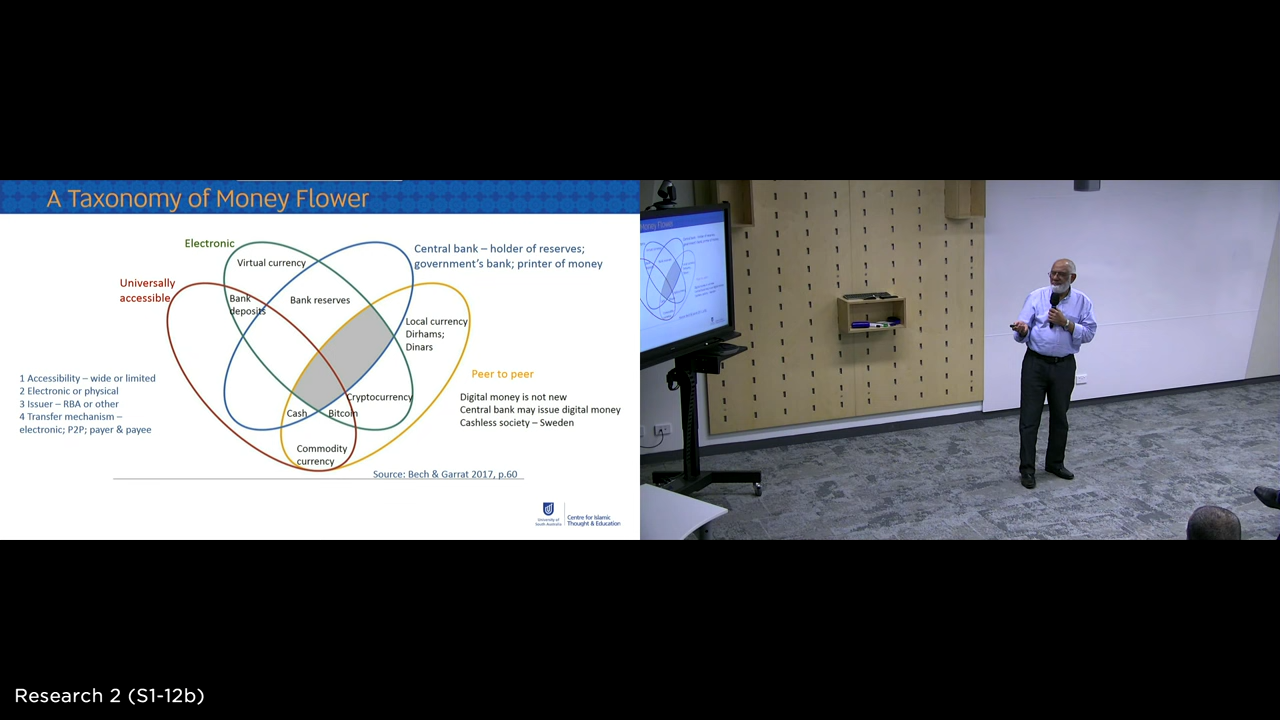 A Taxonomy of Money Flower
Electronic
Virtual currency
Central bank – holder of reserves;
government's bank; printer of money
Universally
accessible
Bank
deposits
Bank reserves
Local currency
Dirhams;
Dinars
Peer to peer
1 Accessibility – wide or limited
2 Electronic or physical
3 Issuer – RBA or other
4 Transfer mechanism –
electronic; P2P; payer & payee
Cryptocurrency
Cash
Bitcoin
Digital money is not new
Central bank may issue digital money
Cashless society – Sweden
Commodity
currency
Source: Bech & Garrat 2017, p.60
University of
South Australia
Centre for Islamic
Thought & Education
Research 2 (S1-12b)